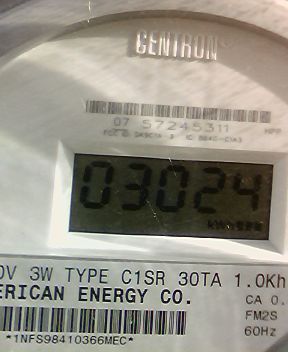 CENTRON
07 57245311
HPP
03024
0V 3W TYPE C1SR 30TA 1.0Kh
ERICAN ENERGY CO.
CA 0.
FM2S
60Hz
*1NFS98410366MEC*